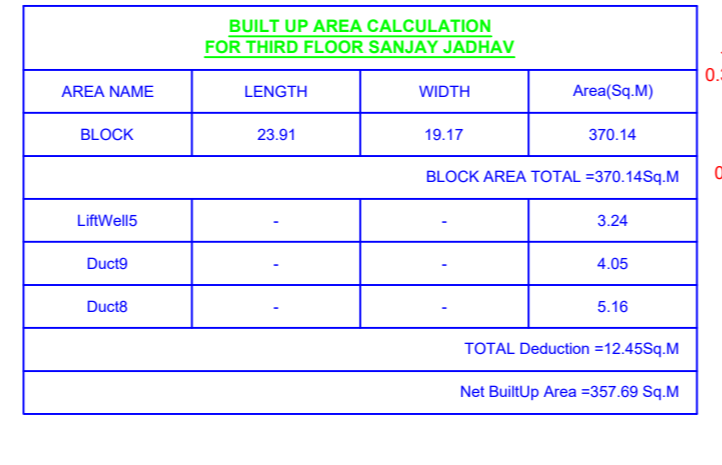 BUILT UP AREA CALCULATION
FOR THIRD FLOOR SANJAY JADHAV
AREA NAME LENGTH WIDTH Area(Sq.M)
BLOCK 23.91 19.17 370.14
BLOCK AREA TOTAL =370.14Sq.M
LiftWell5 - - 3.24
Duct9 - - 4.05
Duct8 - - 5.16
TOTAL Deduction =12.45Sq.M
Net BuiltUp Area =357.69 Sq.M